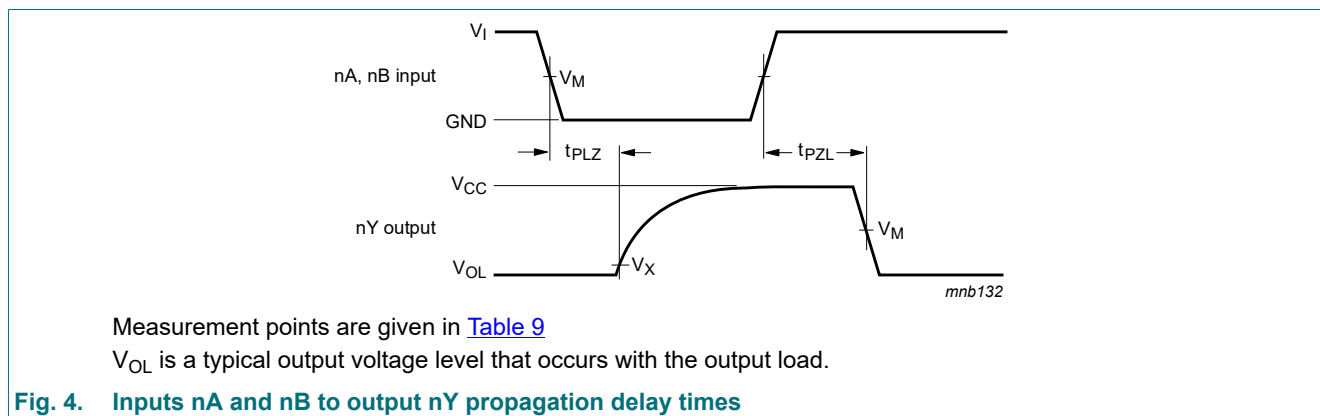 V_I
nA, nB input
V_M
GND
t_PLZ
t_PZL
V_CC
nY output
V_M
V_OL
V_X
mnb132
Measurement points are given in Table 9
V_OL is a typical output voltage level that occurs with the output load.
Fig. 4. Inputs nA and nB to output nY propagation delay times